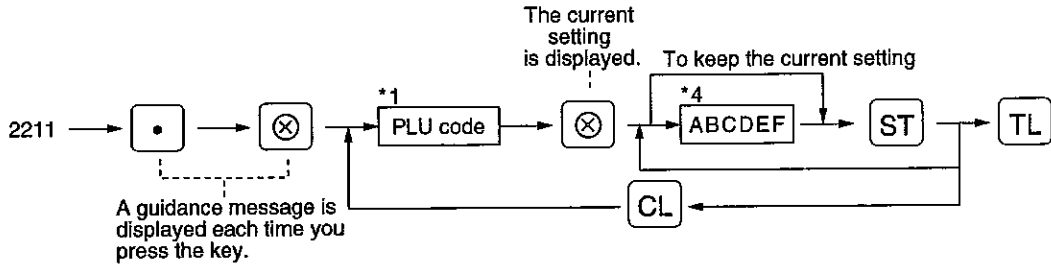 The current
setting
is displayed.
To keep the current setting
*1
*4
2211 • ⊗ PLU code ⊗ ABCDEF ST TL
CL
A guidance message is
displayed each time you
press the key.